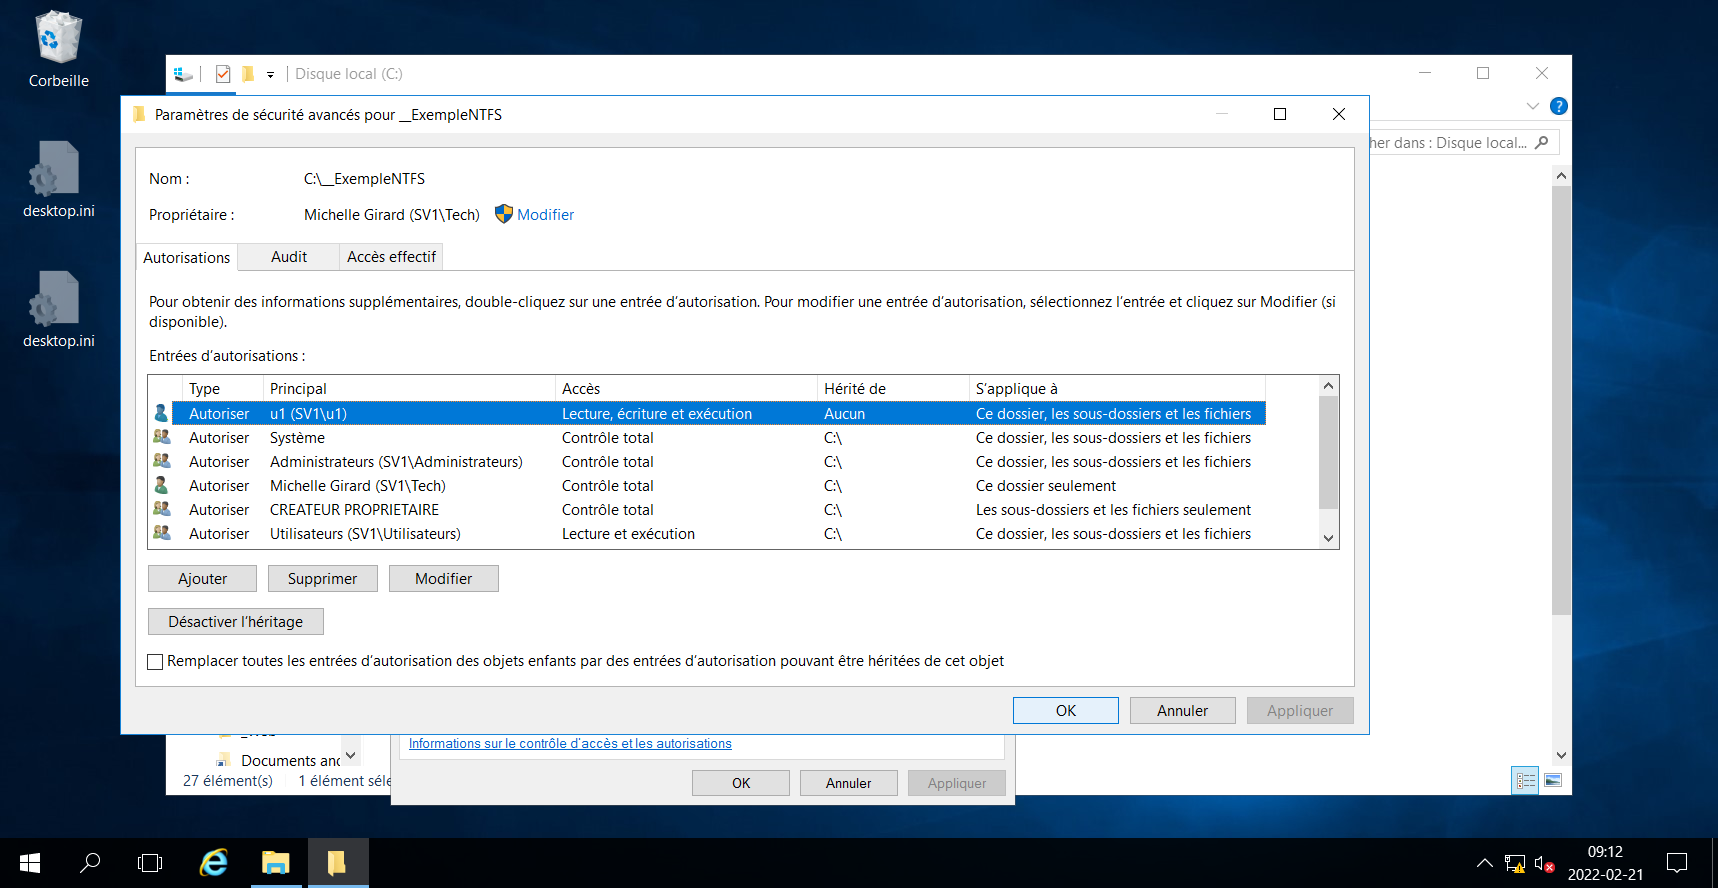 Corbeille
desktop.ini
desktop.ini
Disque local (C:)
her dans : Disque local...
Paramètres de sécurité avancés pour __ExempleNTFS
Nom :
C:\__ExempleNTFS
Propriétaire :
Michelle Girard (SV1\Tech)
Modifier
Autorisations
Audit
Accès effectif
Pour obtenir des informations supplémentaires, double-cliquez sur une entrée d’autorisation. Pour modifier une entrée d’autorisation, sélectionnez l’entrée et cliquez sur Modifier (si
disponible).
Entrées d’autorisations :
Type Principal Accès Hérité de S’applique à
Autoriser u1 (SV1\u1) Lecture, écriture et exécution Aucun Ce dossier, les sous-dossiers et les fichiers
Autoriser Système Contrôle total C:\ Ce dossier, les sous-dossiers et les fichiers
Autoriser Administrateurs (SV1\Administrateurs) Contrôle total C:\ Ce dossier, les sous-dossiers et les fichiers
Autoriser Michelle Girard (SV1\Tech) Contrôle total C:\ Ce dossier seulement
Autoriser CREATEUR PROPRIETAIRE Contrôle total C:\ Les sous-dossiers et les fichiers seulement
Autoriser Utilisateurs (SV1\Utilisateurs) Lecture et exécution C:\ Ce dossier, les sous-dossiers et les fichiers
Ajouter
Supprimer
Modifier
Désactiver l’héritage
Remplacer toutes les entrées d’autorisation des objets enfants par des entrées d’autorisation pouvant être héritées de cet objet
OK
Annuler
Appliquer
Informations sur le contrôle d’accès et les autorisations
Documents and
27 élément(s) 1 élément séle
OK
Annuler
Appliquer
09:12
2022-02-21